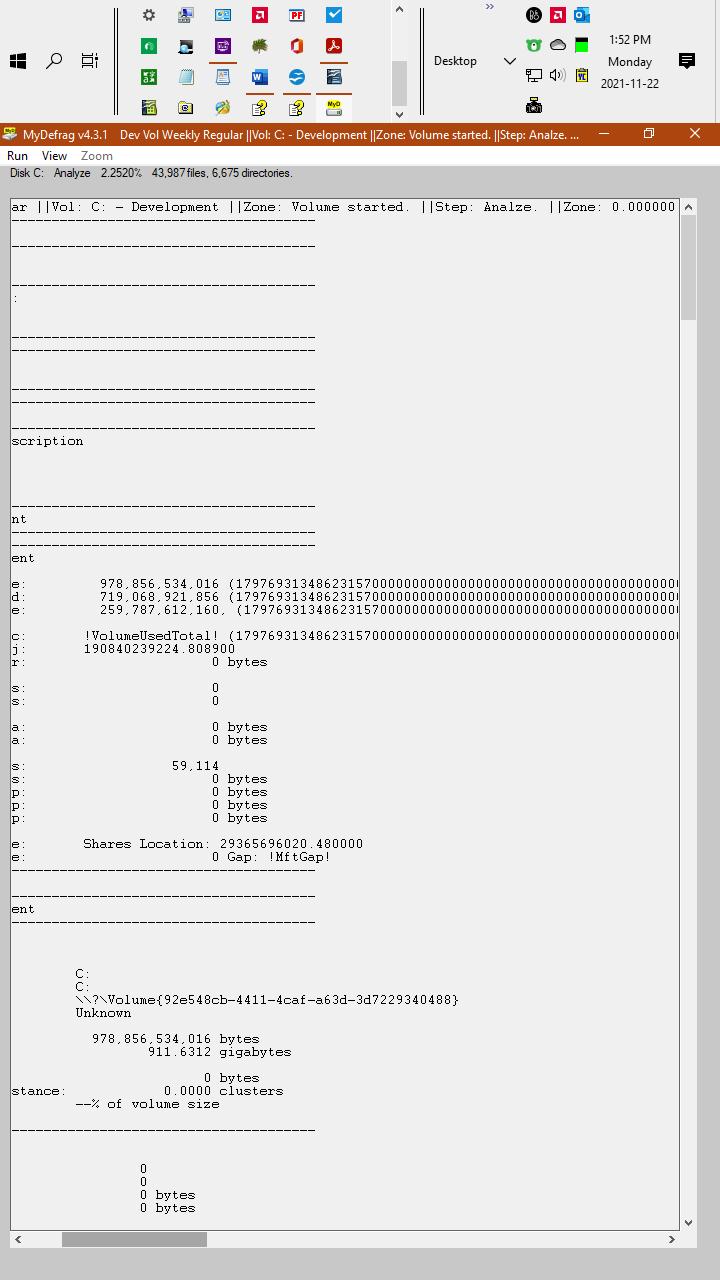 1:52 PM
Desktop
Monday
2021-11-22
MyDefrag v4.3.1 Dev Vol Weekly Regular ||Vol: C: - Development ||Zone: Volume started. ||Step: Analze. ...
Run View Zoom
Disk C: Analyze 2.2520% 43,987 files, 6,675 directories.
ar ||Vol: C: - Development ||Zone: Volume started. ||Step: Analze. ||Zone: 0.000000
--------------------------------------
--------------------------------------
--------------------------------------
:
--------------------------------------
--------------------------------------
--------------------------------------
--------------------------------------
--------------------------------------
scription
--------------------------------------
nt
--------------------------------------
--------------------------------------
ent
e: 978,856,534,016 (179769313486231570000000000000000000000000000000000000000
d: 719,068,921,856 (179769313486231570000000000000000000000000000000000000000
e: 259,787,612,160, (17976931348623157000000000000000000000000000000000000000
c: !VolumeUsedTotal! (179769313486231570000000000000000000000000000000000000000
j: 190840239224.808900
r: 0 bytes
s: 0
s: 0
a: 0 bytes
a: 0 bytes
s: 59,114
s: 0 bytes
p: 0 bytes
p: 0 bytes
p: 0 bytes
e: Shares Location: 29365696020.480000
e: 0 Gap: !MftGap!
--------------------------------------
--------------------------------------
ent
--------------------------------------
C:
C:
\\?\Volume{92e548cb-4411-4caf-a63d-3d7229340488}
Unknown
978,856,534,016 bytes
911.6312 gigabytes
0 bytes
stance: 0.0000 clusters
--% of volume size
--------------------------------------
0
0
0 bytes
0 bytes